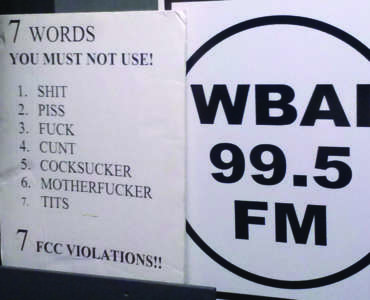 7 WORDS
YOU MUST NOT USE!
1. SHIT
2. PISS
3. FUCK
4. CUNT
5. COCKSUCKER
6. MOTHERFUCKER
7. TITS
7 FCC VIOLATIONS!!
WBAI
99.5
FM